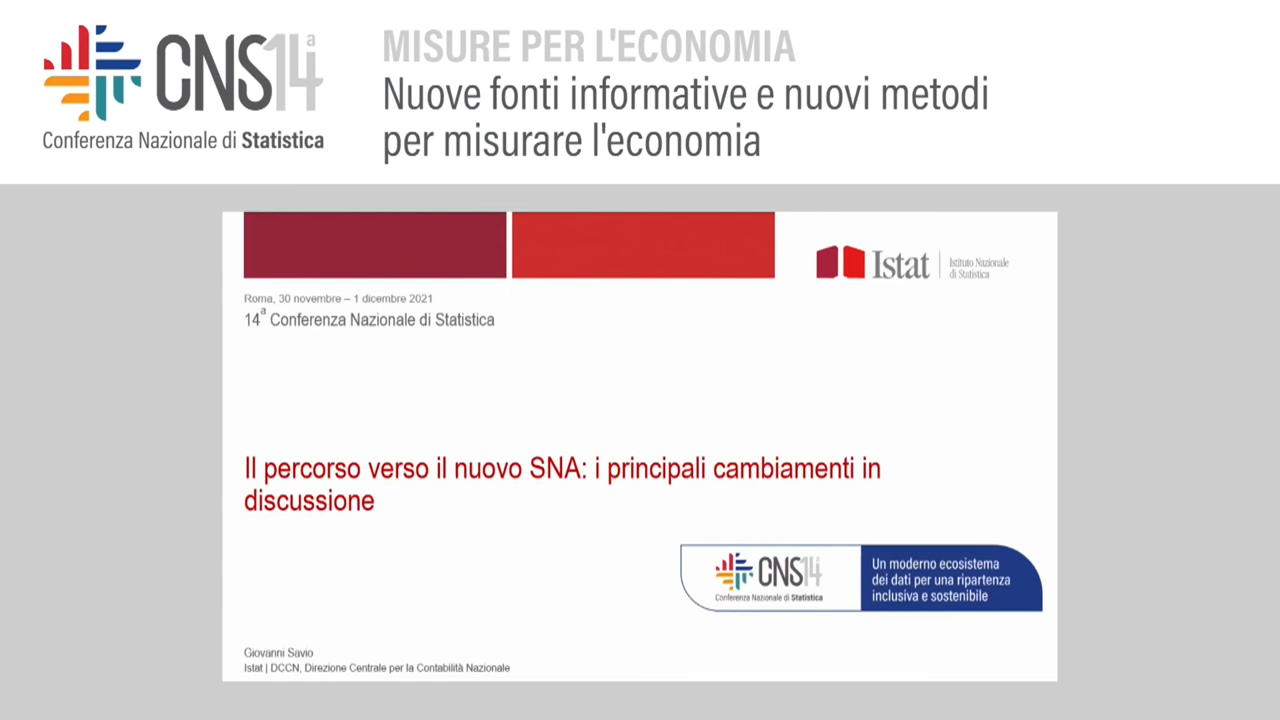 CNS14ª
Conferenza Nazionale di Statistica
MISURE PER L'ECONOMIA
Nuove fonti informative e nuovi metodi
per misurare l'economia
Istat
Istituto Nazionale
di Statistica
Roma, 30 novembre – 1 dicembre 2021
14ª Conferenza Nazionale di Statistica
Il percorso verso il nuovo SNA: i principali cambiamenti in
discussione
CNS14ª
Conferenza Nazionale di Statistica
Un moderno ecosistema
dei dati per una ripartenza
inclusiva e sostenibile
Giovanni Savio
Istat | DCCN, Direzione Centrale per la Contabilità Nazionale